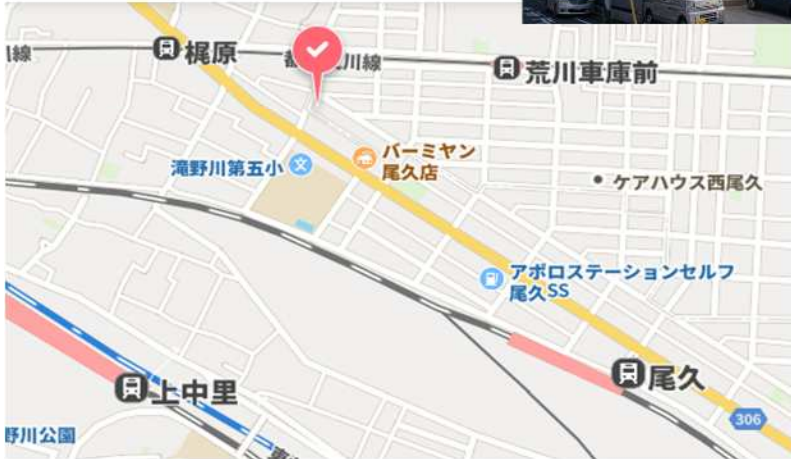 川線
梶原
川線
荒川車庫前
バーミヤン
尾久店
滝野川第五小
文
ケアハウス西尾久
アポロステーションセルフ
尾久SS
尾久
上中里
306
野川公園